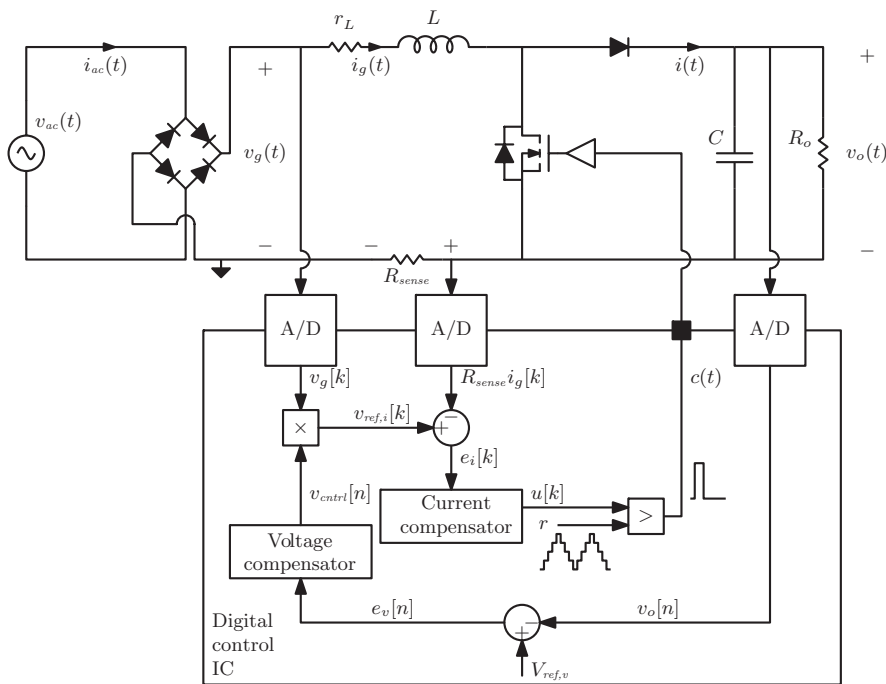 r_L
L
i_ac(t)
+
i_g(t)
i(t)
+
v_ac(t)
v_g(t)
C
R_o
v_o(t)
−
−
+
−
R_sense
A/D
A/D
A/D
v_g[k]
R_sense i_g[k]
c(t)
×
v_ref,i[k]
−
+
e_i[k]
v_cntrl[n]
Current
compensator
u[k]
r
>
Voltage
compensator
e_v[n]
−
+
v_o[n]
Digital
control
IC
V_ref,v